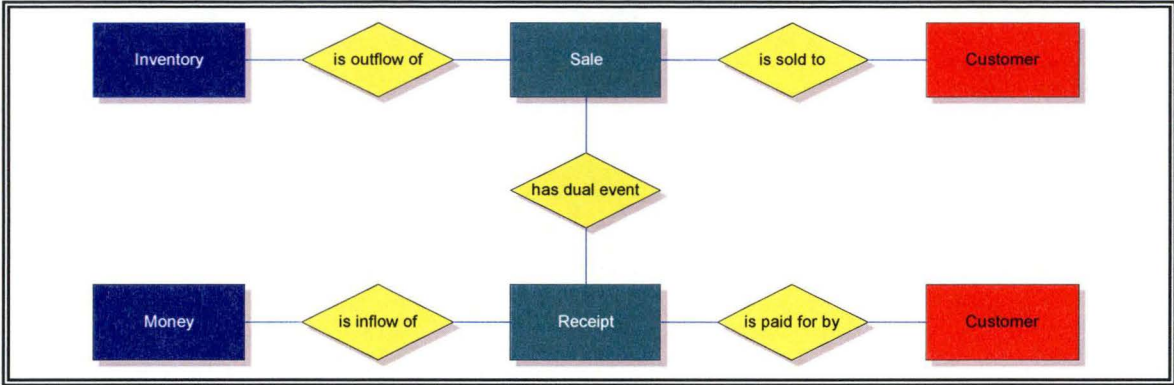 Inventory
is outflow of
Sale
is sold to
Customer
has dual event
Money
is inflow of
Receipt
is paid for by
Customer